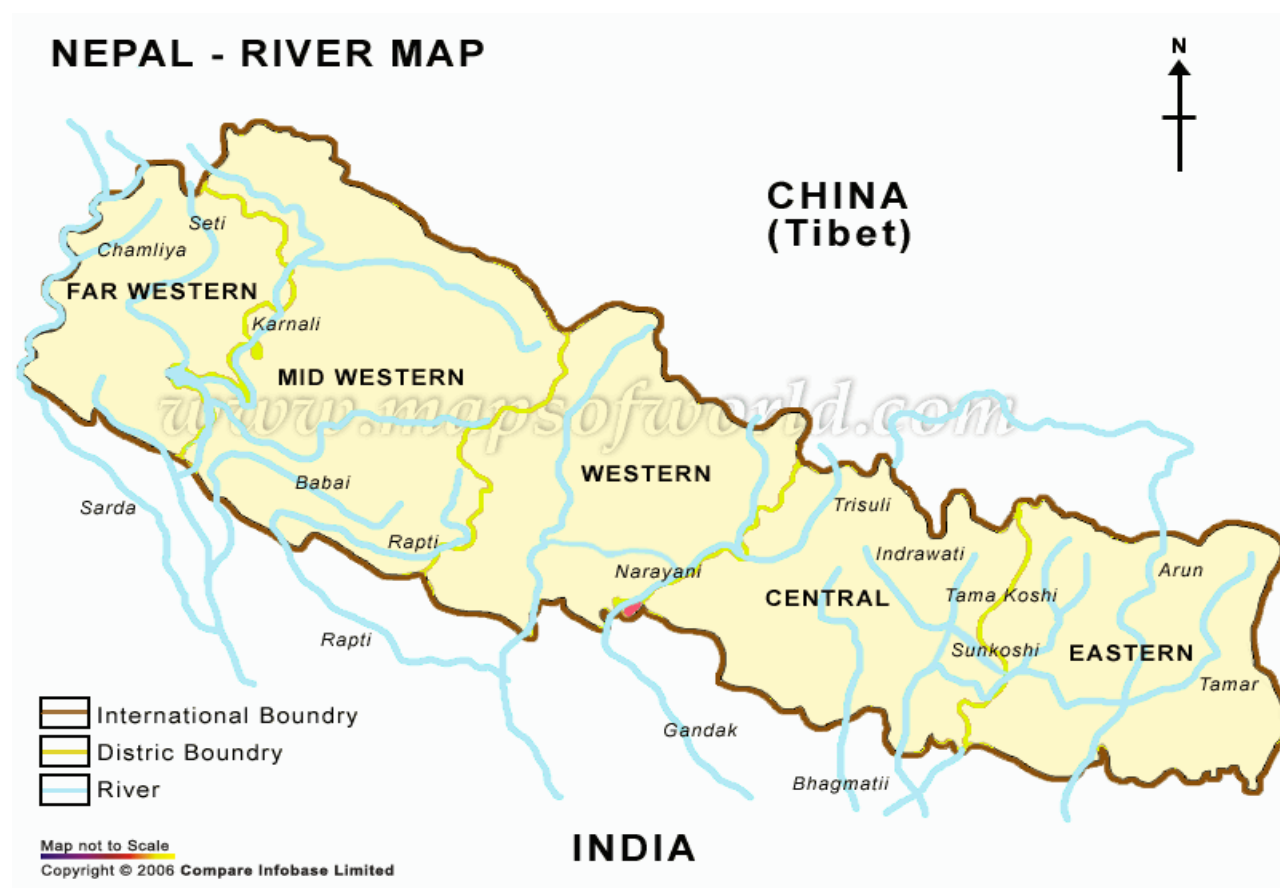 NEPAL - RIVER MAP
N
CHINA
(Tibet)
Seti
Chamliya
FAR WESTERN
Karnali
MID WESTERN
www.mapsofworld.com
WESTERN
Babai
Trisuli
Sarda
Rapti
Indrawati
Narayani
Arun
CENTRAL
Tama Koshi
Rapti
Sunkoshi
EASTERN
Tamar
International Boundry
Gandak
Distric Boundry
Bhagmatii
River
Map not to Scale
INDIA
Copyright © 2006 Compare Infobase Limited